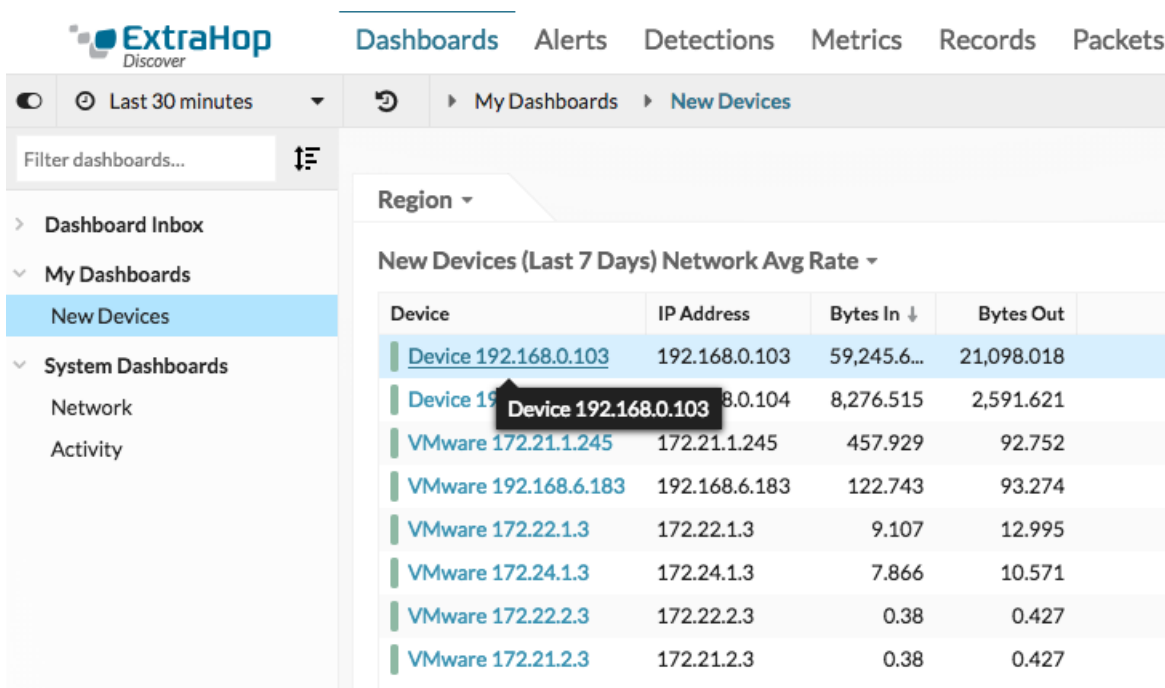 ExtraHop
Discover
Dashboards Alerts Detections Metrics Records Packets
Last 30 minutes My Dashboards New Devices
Filter dashboards...
Dashboard Inbox
My Dashboards
New Devices
System Dashboards
Network
Activity
Region
New Devices (Last 7 Days) Network Avg Rate
Device IP Address Bytes In Bytes Out
Device 192.168.0.103 192.168.0.103 59,245.6... 21,098.018
Device 19 8.0.104 8,276.515 2,591.621
Device 192.168.0.103
VMware 172.21.1.245 172.21.1.245 457.929 92.752
VMware 192.168.6.183 192.168.6.183 122.743 93.274
VMware 172.22.1.3 172.22.1.3 9.107 12.995
VMware 172.24.1.3 172.24.1.3 7.866 10.571
VMware 172.22.2.3 172.22.2.3 0.38 0.427
VMware 172.21.2.3 172.21.2.3 0.38 0.427